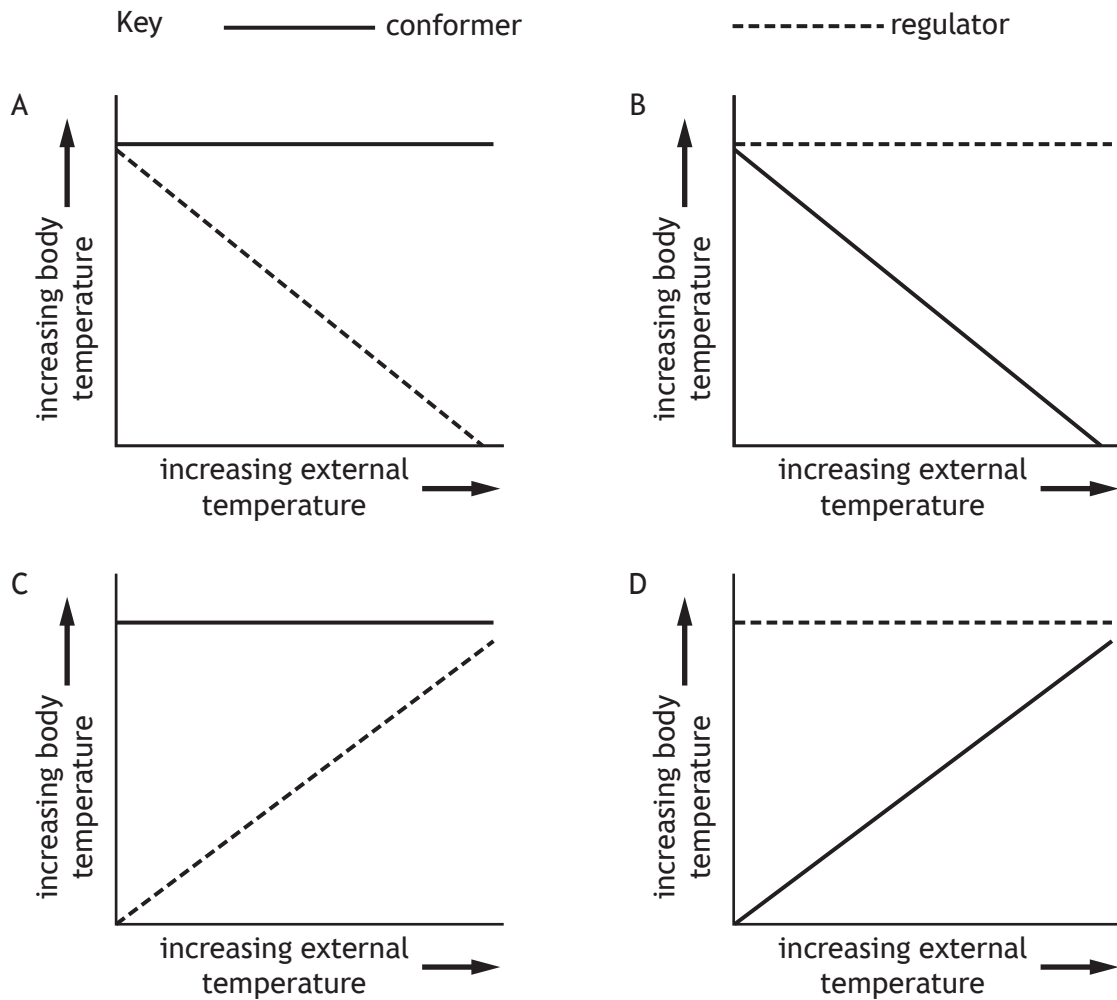 Key conformer regulator
A
increasing body
temperature
increasing external
temperature
B
increasing body
temperature
increasing external
temperature
C
increasing body
temperature
increasing external
temperature
D
increasing body
temperature
increasing external
temperature